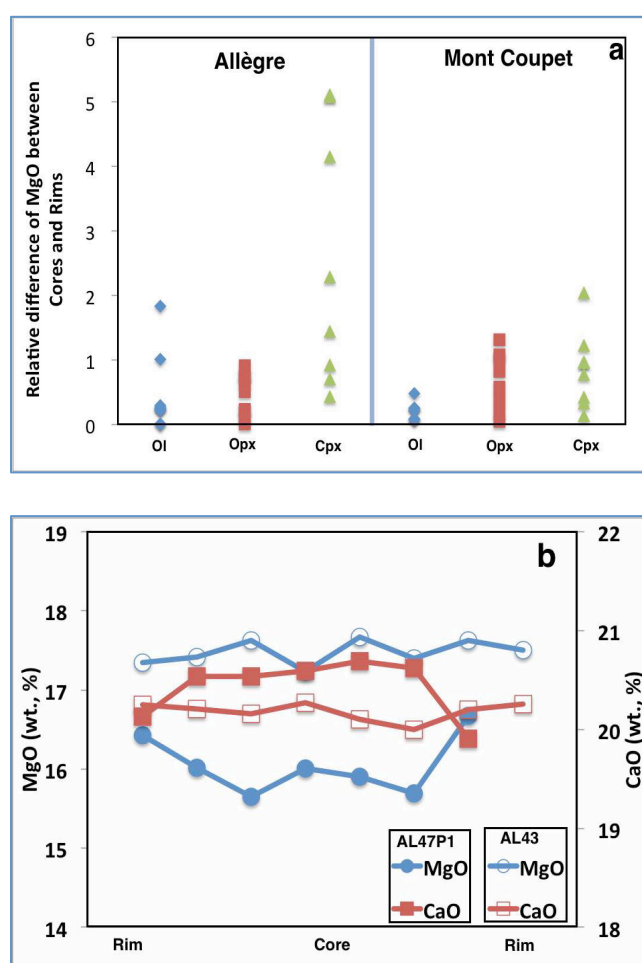 a
Allègre
Mont Coupet
Relative difference of MgO between
Cores and Rims
6
5
4
3
2
1
0
Ol
Opx
Cpx
Ol
Opx
Cpx
b
MgO (wt., %)
19
18
17
16
15
14
CaO (wt., %)
22
21
20
19
18
AL47P1
MgO
CaO
AL43
MgO
CaO
Rim
Core
Rim